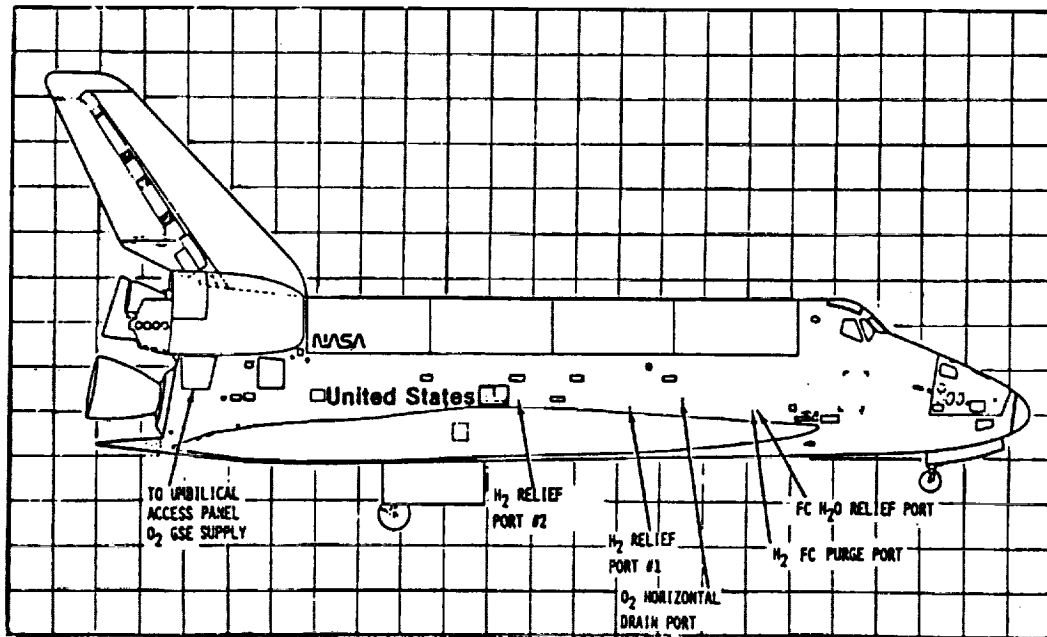 NASA
United States
TO UMBILICAL
ACCESS PANEL
O₂ GSE SUPPLY
H₂ RELIEF
PORT #2
H₂ RELIEF
PORT #1
O₂ HORIZONTAL
DRAIN PORT
FC H₂O RELIEF PORT
H₂ FC PURGE PORT